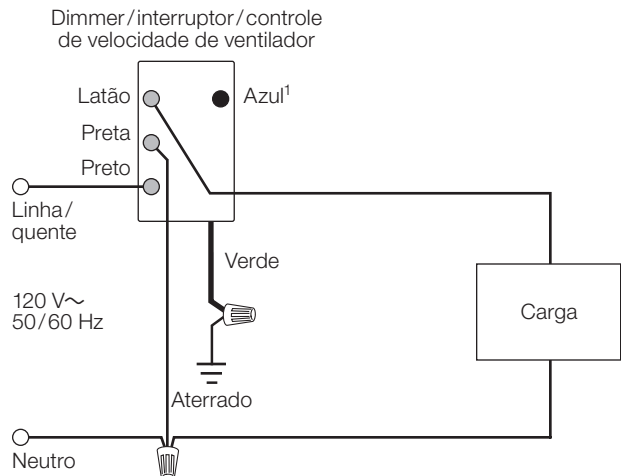 Dimmer/interruptor/controle
de velocidade de ventilador
Latão
Azul¹
Preta
Preto
Linha/
quente
Verde
120 V~
50/60 Hz
Carga
Aterrado
Neutro